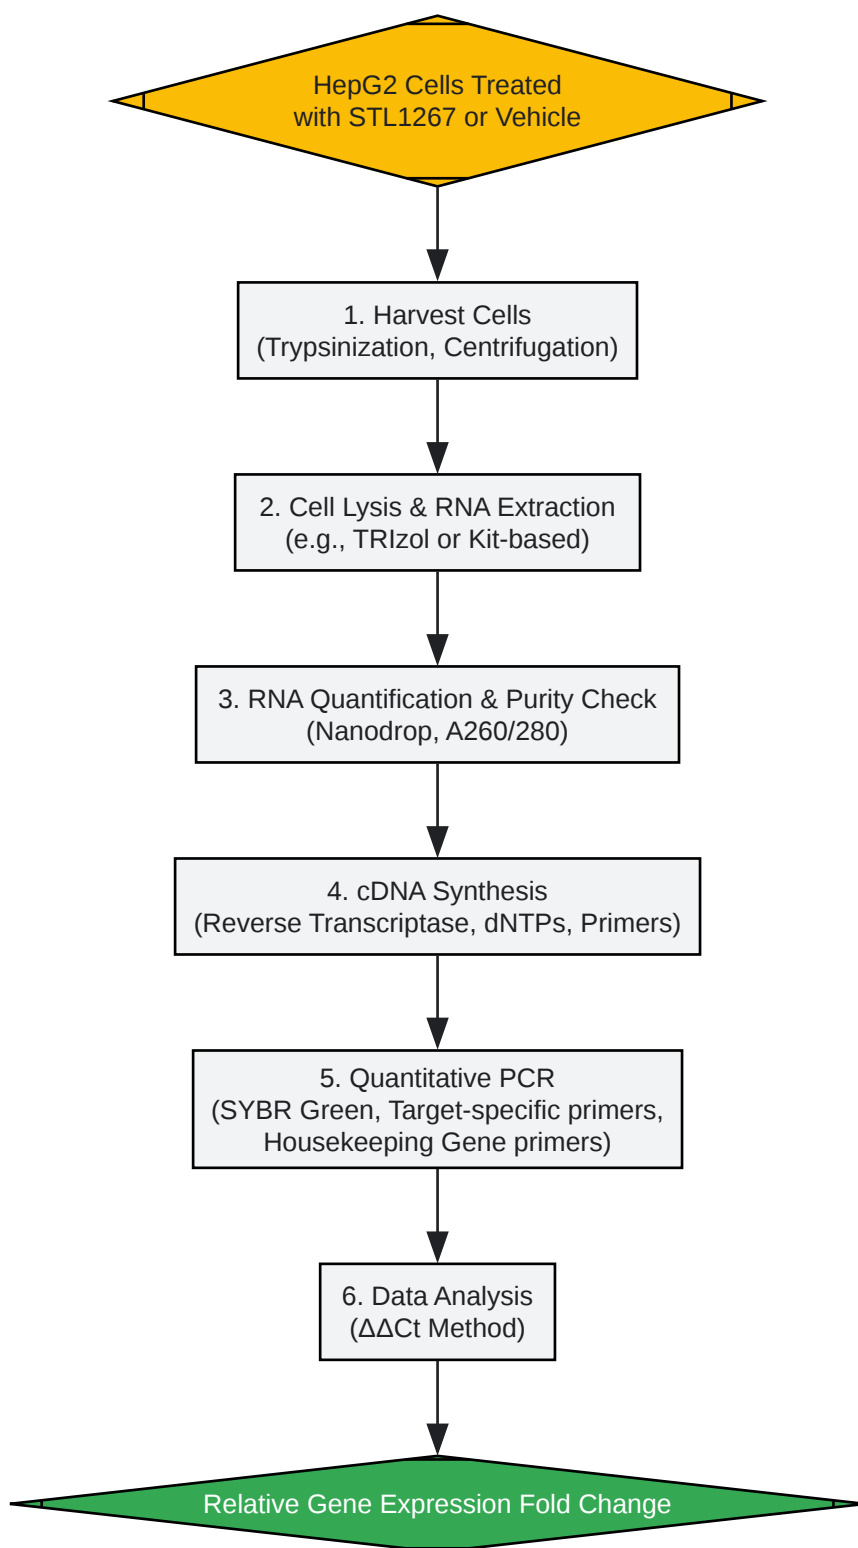 HepG2 Cells Treated
with STL1267 or Vehicle
1. Harvest Cells
(Trypsinization, Centrifugation)
2. Cell Lysis & RNA Extraction
(e.g., TRIzol or Kit-based)
3. RNA Quantification & Purity Check
(Nanodrop, A260/280)
4. cDNA Synthesis
(Reverse Transcriptase, dNTPs, Primers)
5. Quantitative PCR
(SYBR Green, Target-specific primers,
Housekeeping Gene primers)
6. Data Analysis
(ΔΔCt Method)
Relative Gene Expression Fold Change